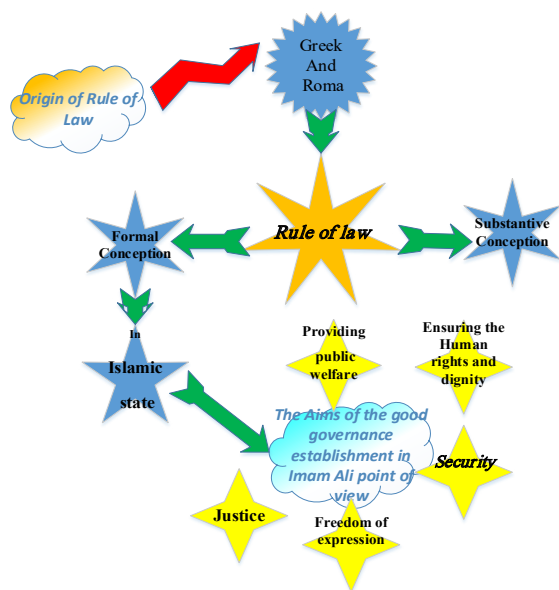 Greek
And
Roma
Origin of Rule of
Law
Rule of law
Formal
Conception
Substantive
Conception
In
Islamic
state
Providing
public
welfare
Ensuring the
Human
rights and
dignity
The Aims of the good
governance
establishment in
Imam Ali point of
view
Security
Justice
Freedom of
expression